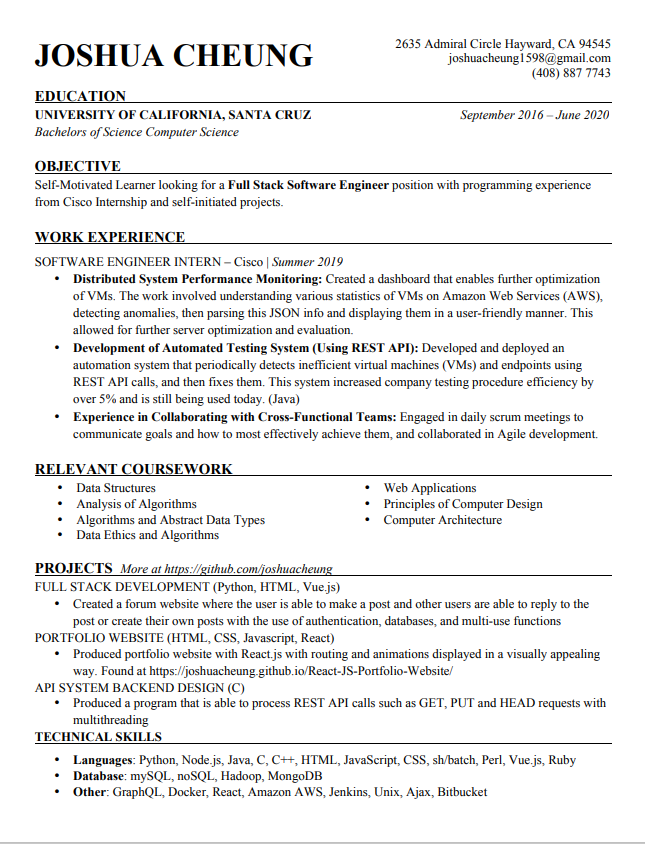 JOSHUA CHEUNG
2635 Admiral Circle Hayward, CA 94545
joshuacheung1598@gmail.com
(408) 887 7743
EDUCATION
UNIVERSITY OF CALIFORNIA, SANTA CRUZ September 2016 – June 2020
Bachelors of Science Computer Science
OBJECTIVE
Self-Motivated Learner looking for a Full Stack Software Engineer position with programming experience
from Cisco Internship and self-initiated projects.
WORK EXPERIENCE
SOFTWARE ENGINEER INTERN – Cisco | Summer 2019
• Distributed System Performance Monitoring: Created a dashboard that enables further optimization
of VMs. The work involved understanding various statistics of VMs on Amazon Web Services (AWS),
detecting anomalies, then parsing this JSON info and displaying them in a user-friendly manner. This
allowed for further server optimization and evaluation.
• Development of Automated Testing System (Using REST API): Developed and deployed an
automation system that periodically detects inefficient virtual machines (VMs) and endpoints using
REST API calls, and then fixes them. This system increased company testing procedure efficiency by
over 5% and is still being used today. (Java)
• Experience in Collaborating with Cross-Functional Teams: Engaged in daily scrum meetings to
communicate goals and how to most effectively achieve them, and collaborated in Agile development.
RELEVANT COURSEWORK
• Data Structures
• Analysis of Algorithms
• Algorithms and Abstract Data Types
• Data Ethics and Algorithms
• Web Applications
• Principles of Computer Design
• Computer Architecture
PROJECTS More at https://github.com/joshuacheung
FULL STACK DEVELOPMENT (Python, HTML, Vue.js)
• Created a forum website where the user is able to make a post and other users are able to reply to the
post or create their own posts with the use of authentication, databases, and multi-use functions
PORTFOLIO WEBSITE (HTML, CSS, Javascript, React)
• Produced portfolio website with React.js with routing and animations displayed in a visually appealing
way. Found at https://joshuacheung.github.io/React-JS-Portfolio-Website/
API SYSTEM BACKEND DESIGN (C)
• Produced a program that is able to process REST API calls such as GET, PUT and HEAD requests with
multithreading
TECHNICAL SKILLS
• Languages: Python, Node.js, Java, C, C++, HTML, JavaScript, CSS, sh/batch, Perl, Vue.js, Ruby
• Database: mySQL, noSQL, Hadoop, MongoDB
• Other: GraphQL, Docker, React, Amazon AWS, Jenkins, Unix, Ajax, Bitbucket